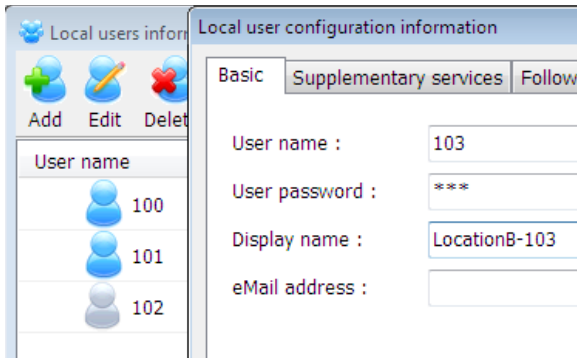 Local users inforr
Add Edit Delet
User name
100
101
102
Local user configuration information
Basic Supplementary services Follow
User name : 103
User password : ***
Display name : LocationB-103
eMail address :